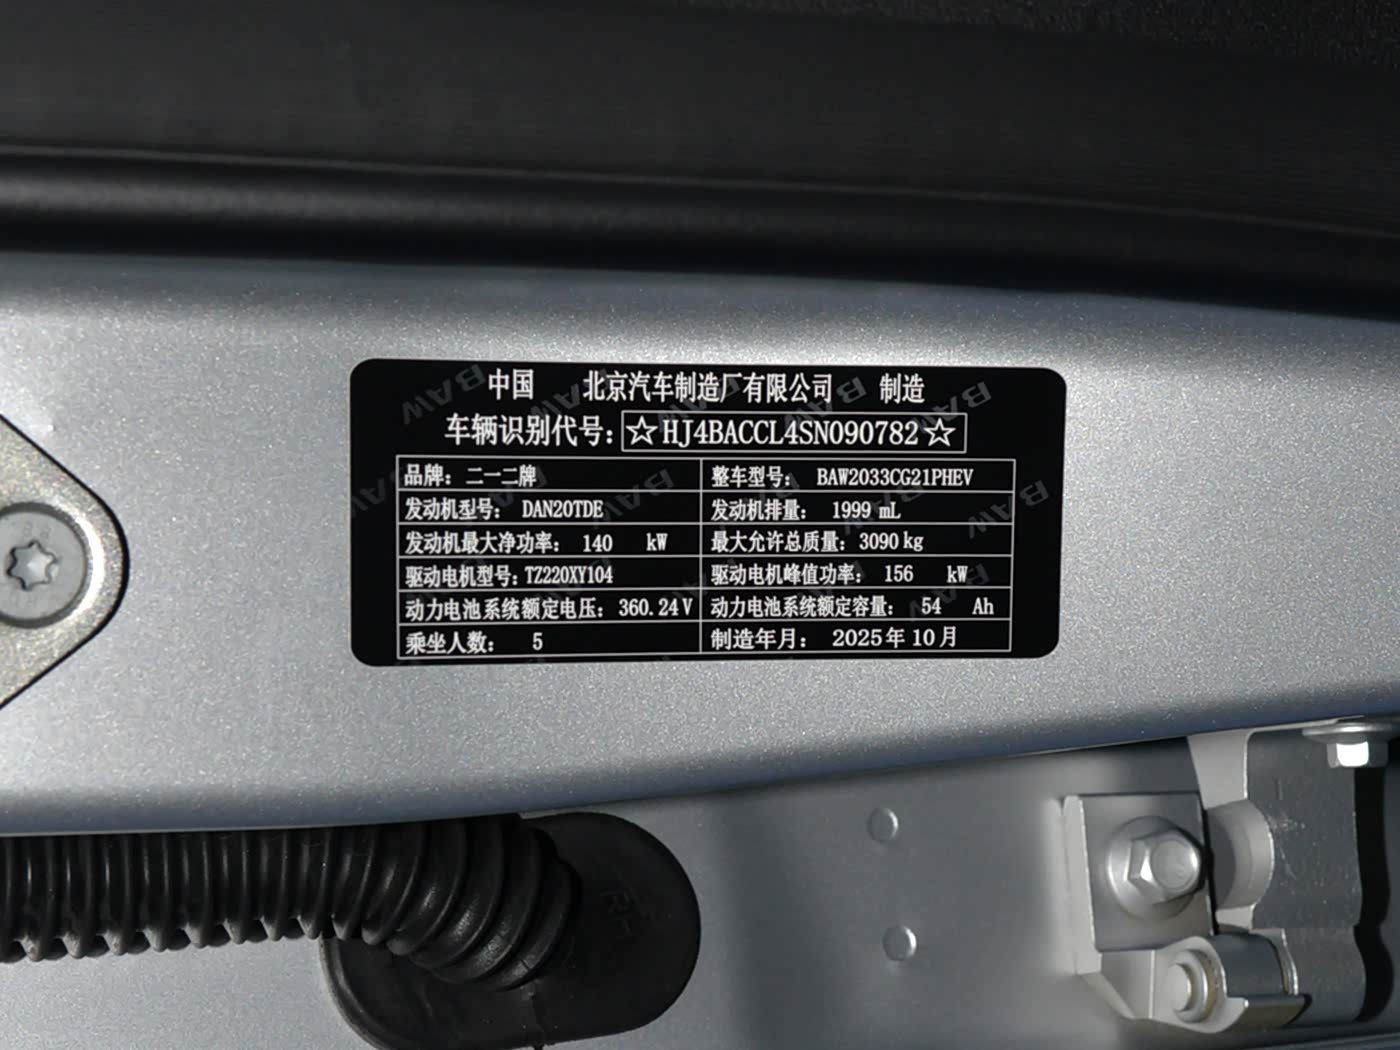 中国 北京汽车制造厂有限公司 制造
车辆识别代号: ☆HJ4BACCL4SN090782☆
品牌: 二一二牌 整车型号: BAW2033CG21PHEV
发动机型号: DAN20TDE 发动机排量: 1999 mL
发动机最大净功率: 140 kW 最大允许总质量: 3090 kg
驱动电机型号: TZ220XY104 驱动电机峰值功率: 156 kW
动力电池系统额定电压: 360.24 V 动力电池系统额定容量: 54 Ah
乘坐人数: 5 制造年月: 2025年10月